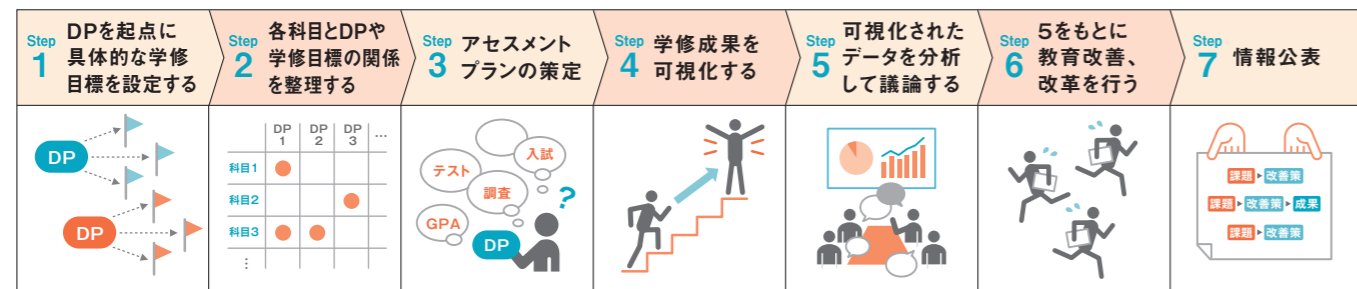 Step 1
DPを起点に
具体的な学修
目標を設定する
Step 2
各科目とDPや
学修目標の関係
を整理する
Step 3
アセスメント
プランの策定
Step 4
学修成果を
可視化する
Step 5
可視化された
データを分析
して議論する
Step 6
5をもとに
教育改善、
改革を行う
Step 7
情報公表
DP
DP
DP 1 DP 2 DP 3 …
科目1
科目2
科目3
⋮
入試
テスト
調査
GPA
?
DP
課題▶改善策
課題▶改善策▶成果
課題▶改善策